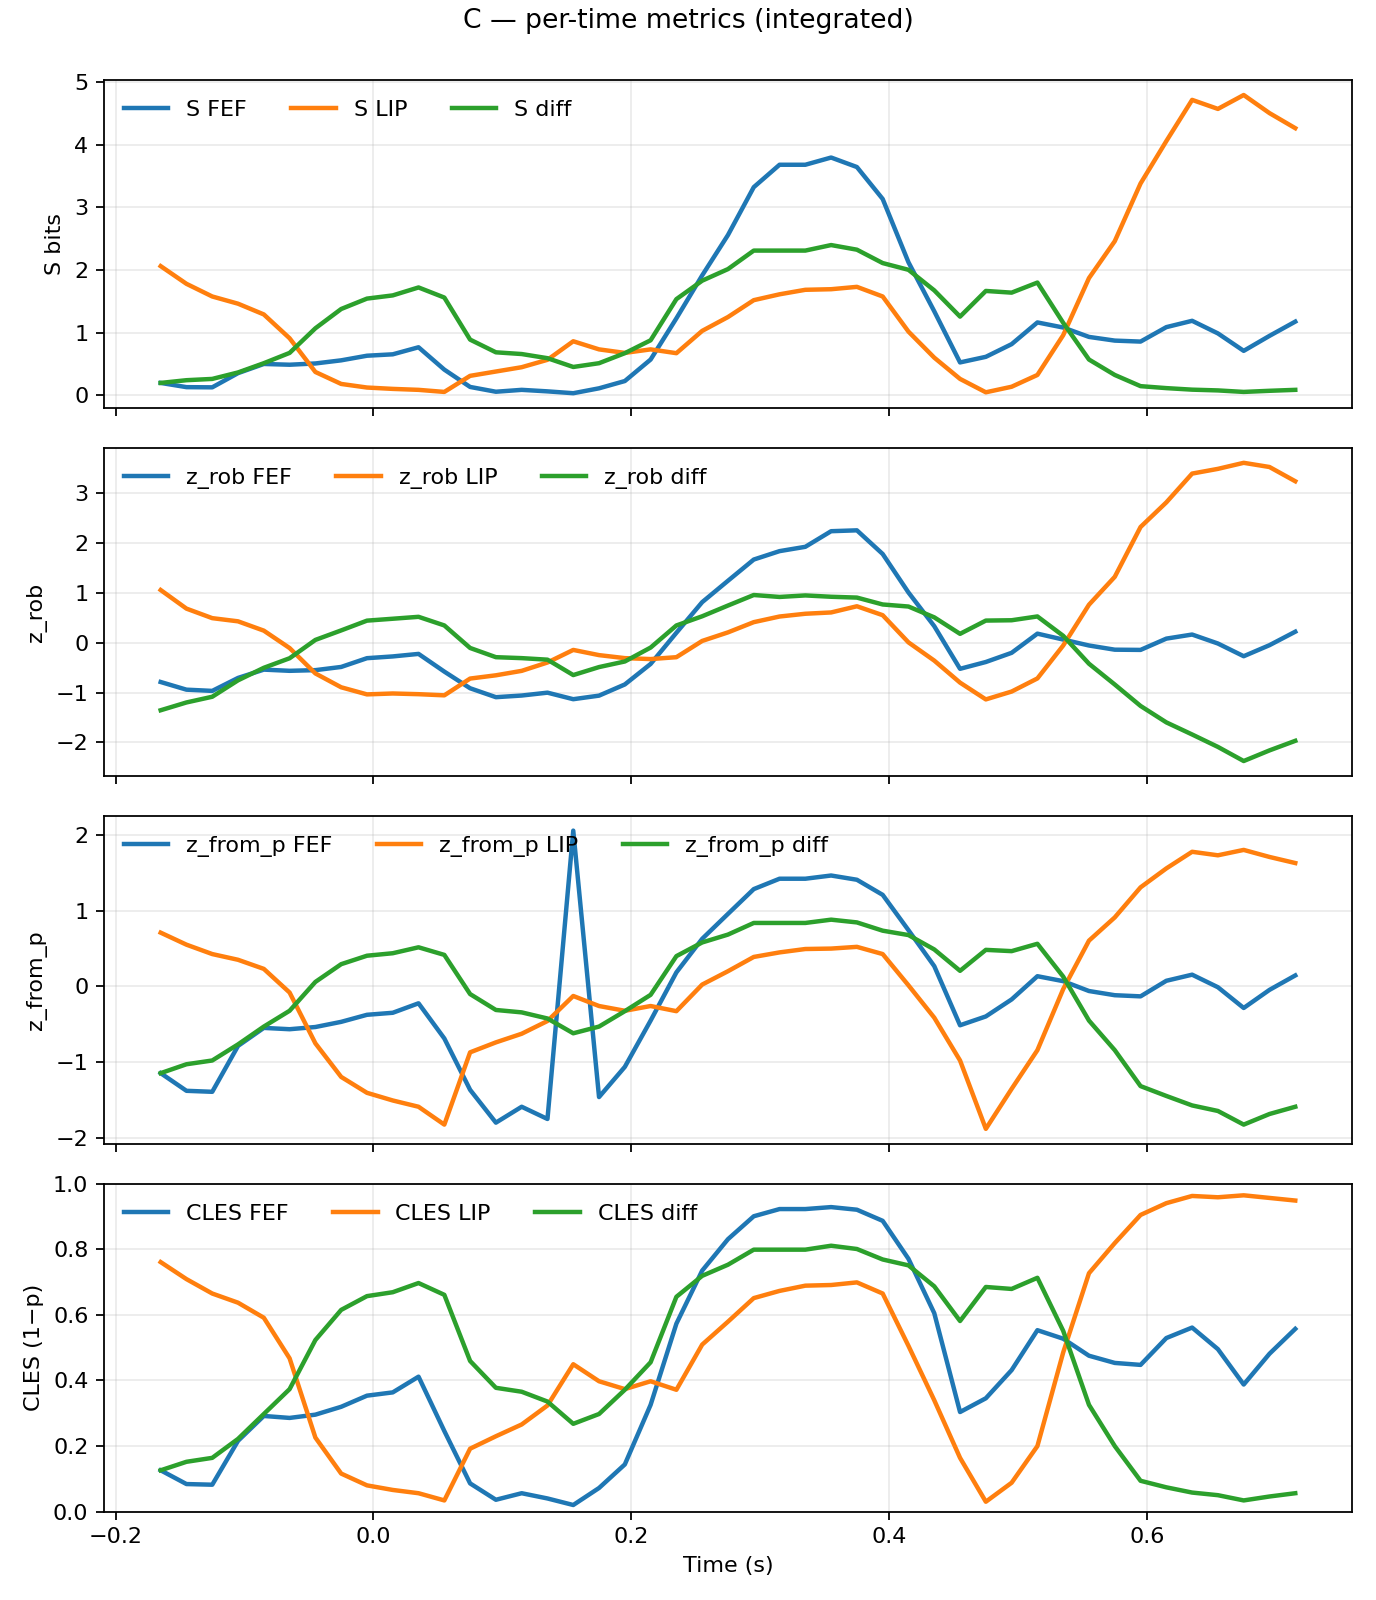 C — per-time metrics (integrated)
S FEF S LIP S diff
5
4
3
2
1
0
S bits
z_rob FEF z_rob LIP z_rob diff
3
2
1
0
−1
−2
z_rob
z_from_p FEF z_from_p LIP z_from_p diff
2
1
0
−1
−2
z_from_p
CLES FEF CLES LIP CLES diff
1.0
0.8
0.6
0.4
0.2
0.0
CLES (1−p)
−0.2 0.0 0.2 0.4 0.6
Time (s)